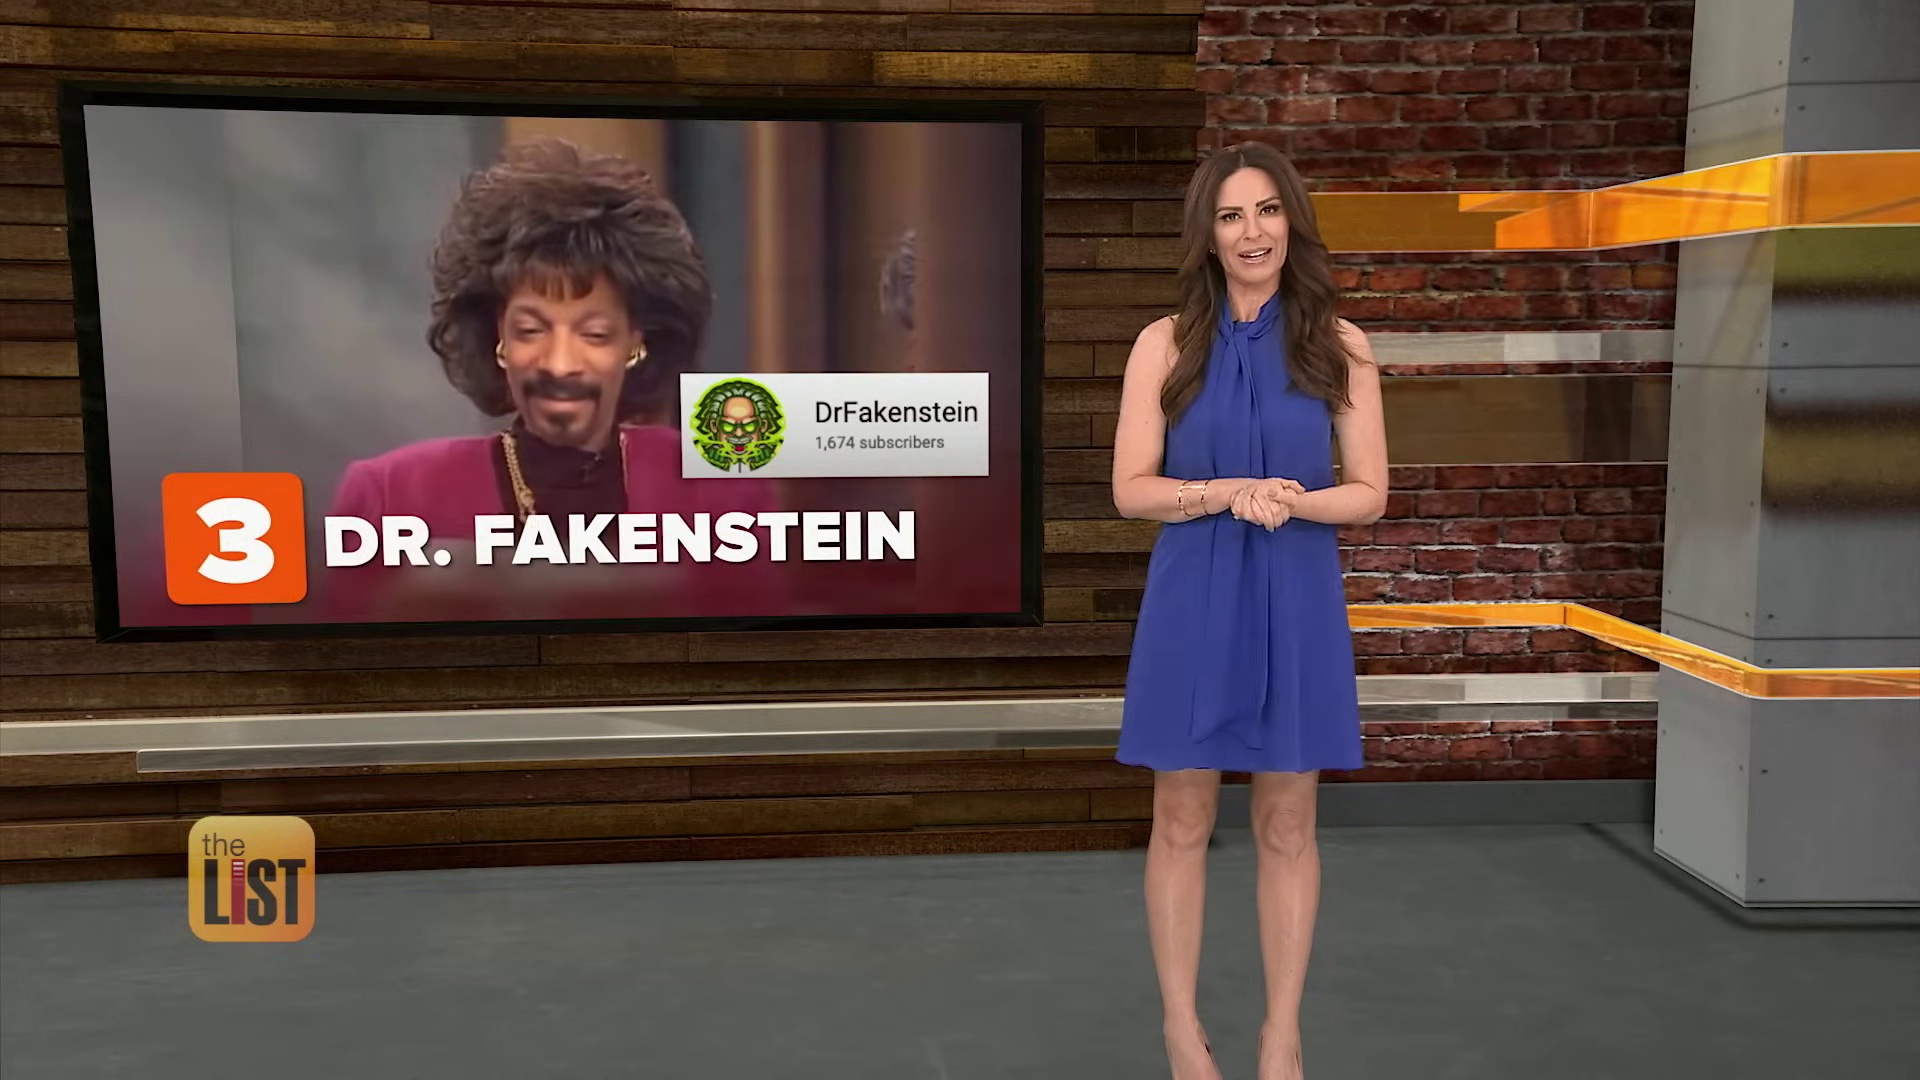 DrFakenstein
1,674 subscribers
3 DR. FAKENSTEIN
the
LIST